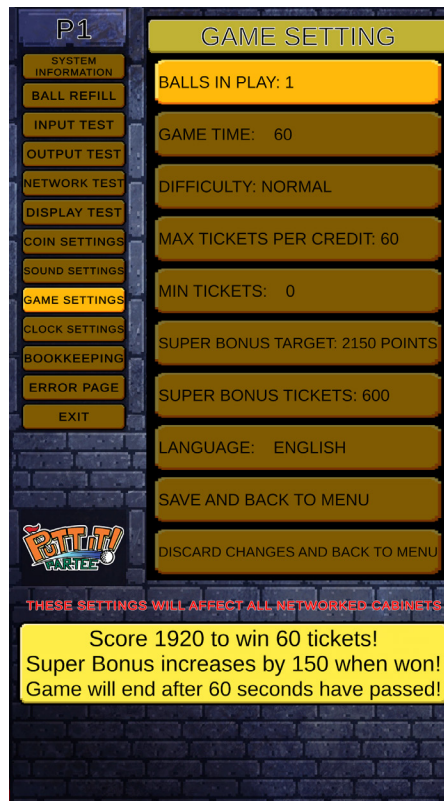 P1
SYSTEM
INFORMATION
BALL REFILL
INPUT TEST
OUTPUT TEST
NETWORK TEST
DISPLAY TEST
COIN SETTINGS
SOUND SETTINGS
GAME SETTINGS
CLOCK SETTINGS
BOOKKEEPING
ERROR PAGE
EXIT
PUTT IT!
PAR-TEE
GAME SETTING
BALLS IN PLAY: 1
GAME TIME: 60
DIFFICULTY: NORMAL
MAX TICKETS PER CREDIT: 60
MIN TICKETS: 0
SUPER BONUS TARGET: 2150 POINTS
SUPER BONUS TICKETS: 600
LANGUAGE: ENGLISH
SAVE AND BACK TO MENU
DISCARD CHANGES AND BACK TO MENU
THESE SETTINGS WILL AFFECT ALL NETWORKED CABINETS
Score 1920 to win 60 tickets!
Super Bonus increases by 150 when won!
Game will end after 60 seconds have passed!